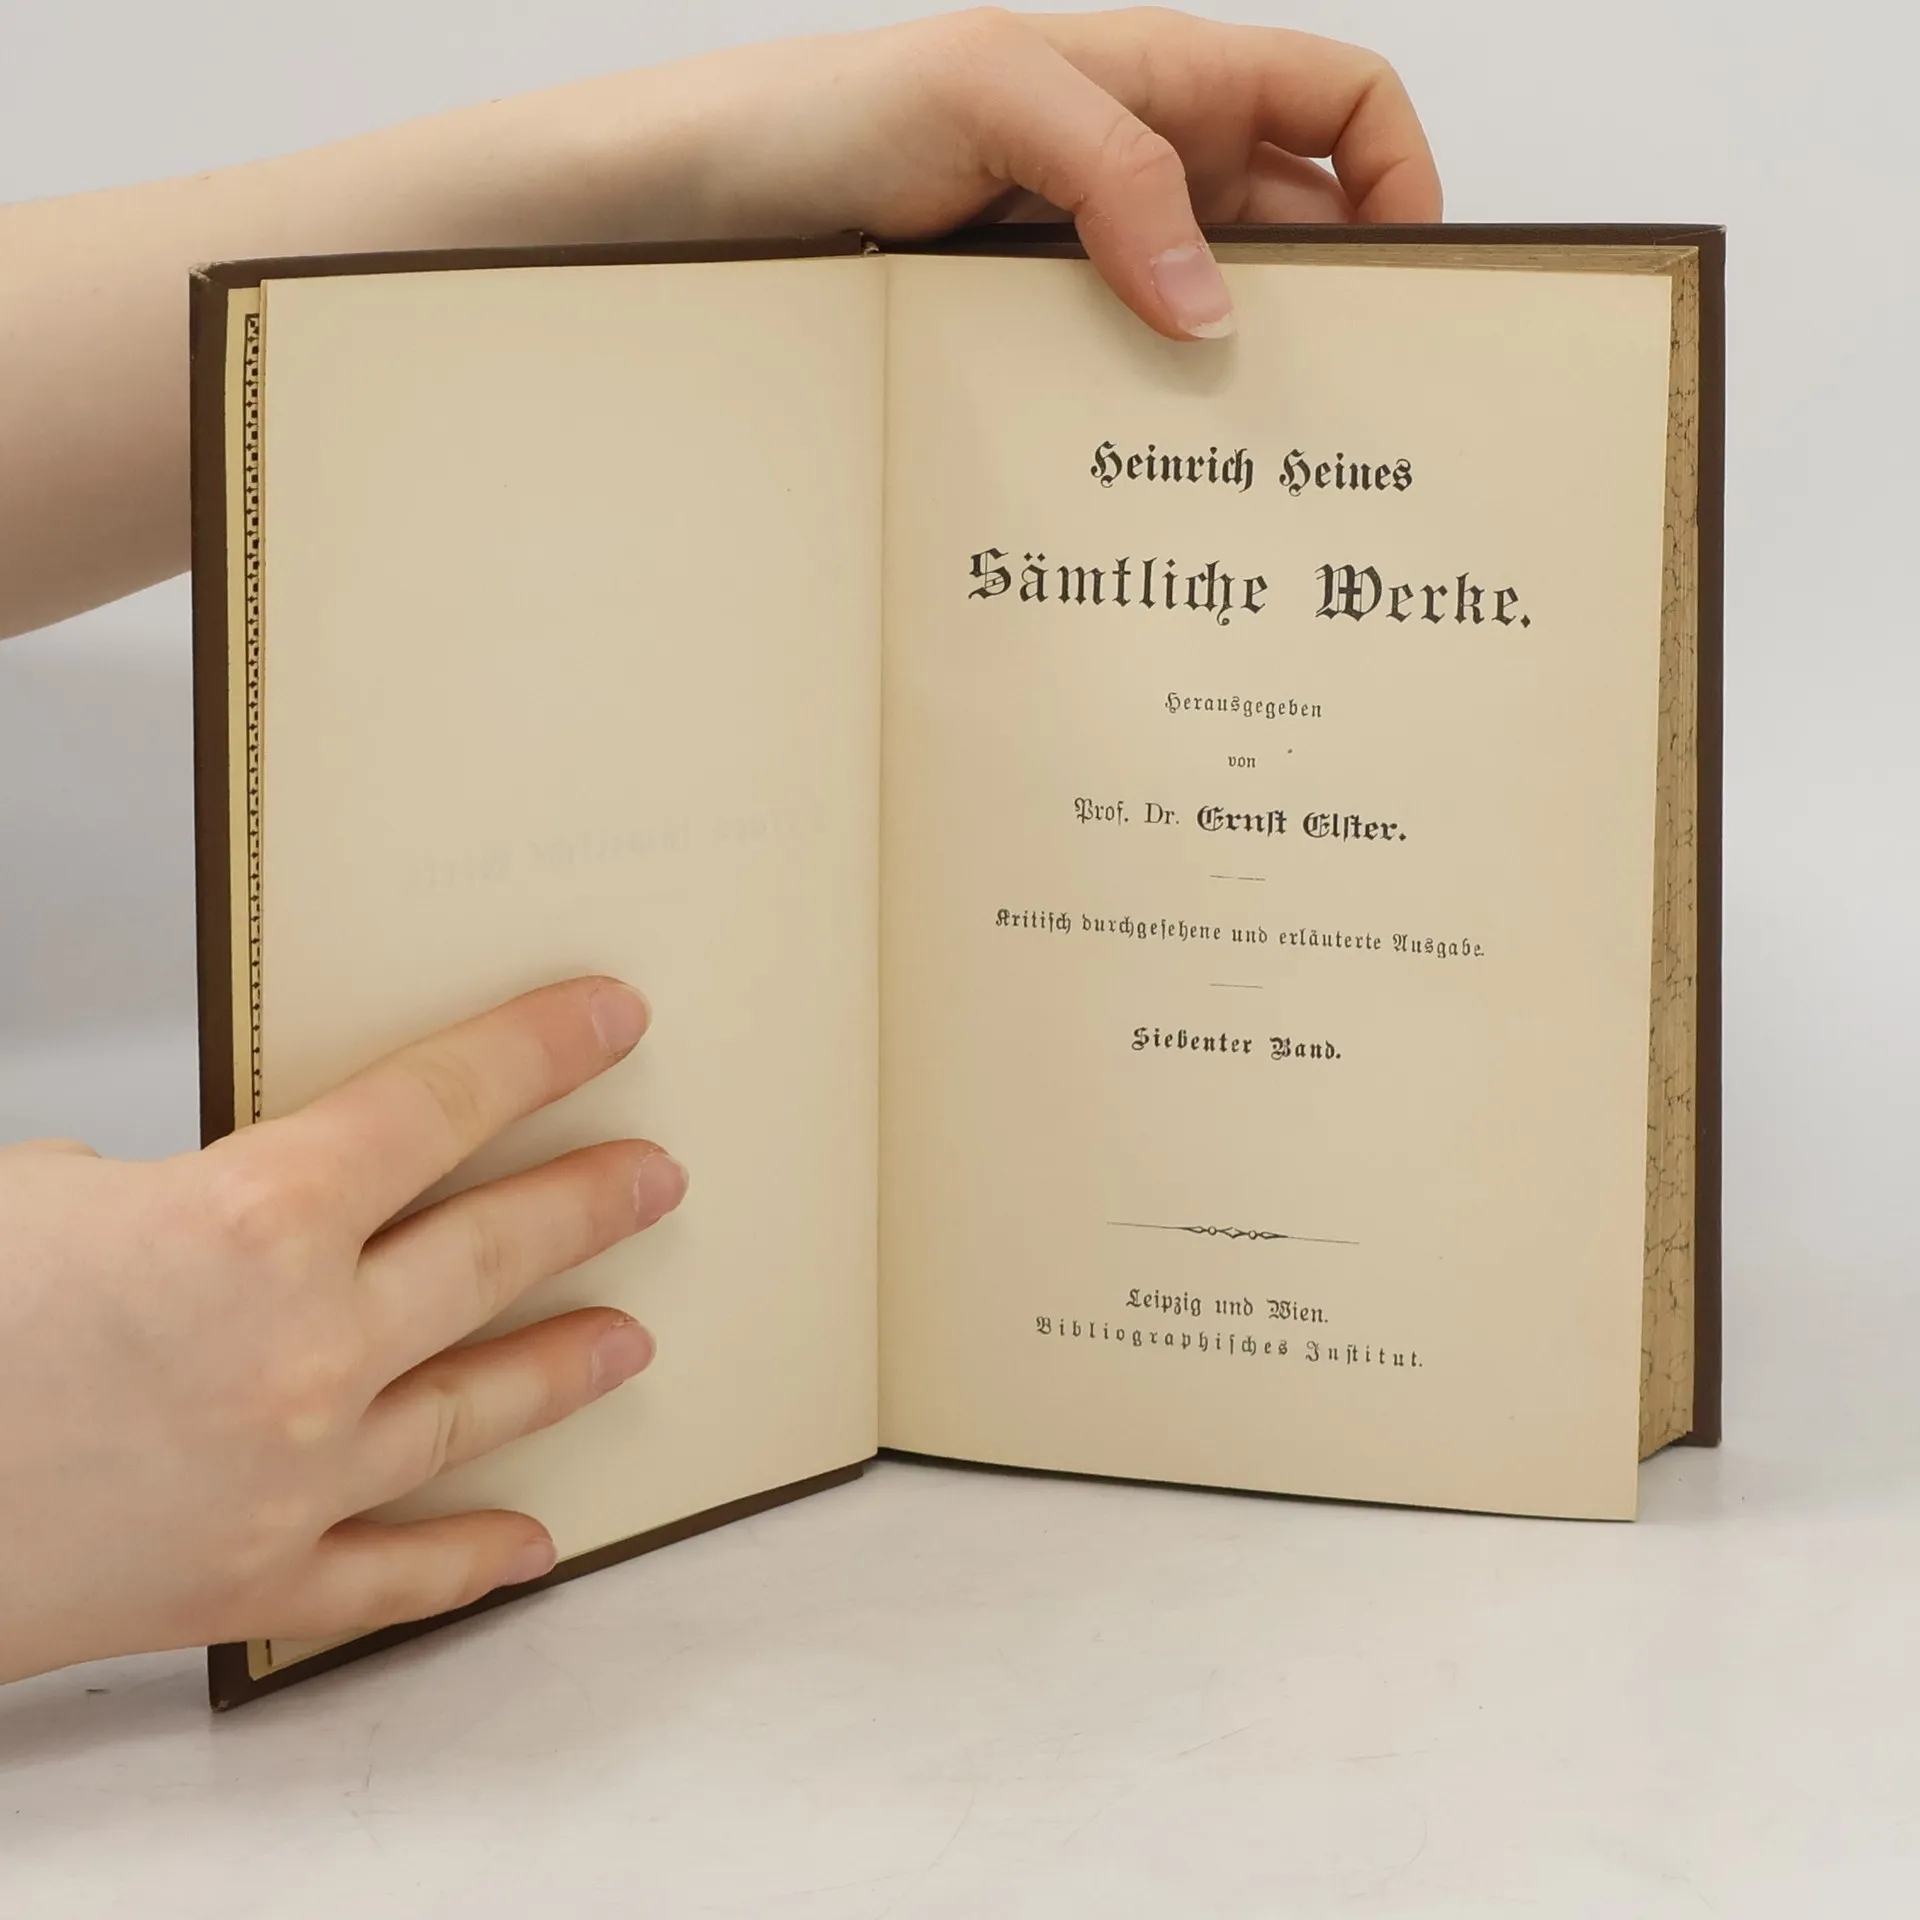 Heinrich Heines
Sämtliche Werke.
Herausgegeben
von
Prof. Dr. Ernst Elster.
Kritisch durchgesehene und erläuterte Ausgabe.
Siebenter Band.
Leipzig und Wien.
Bibliographisches Institut.